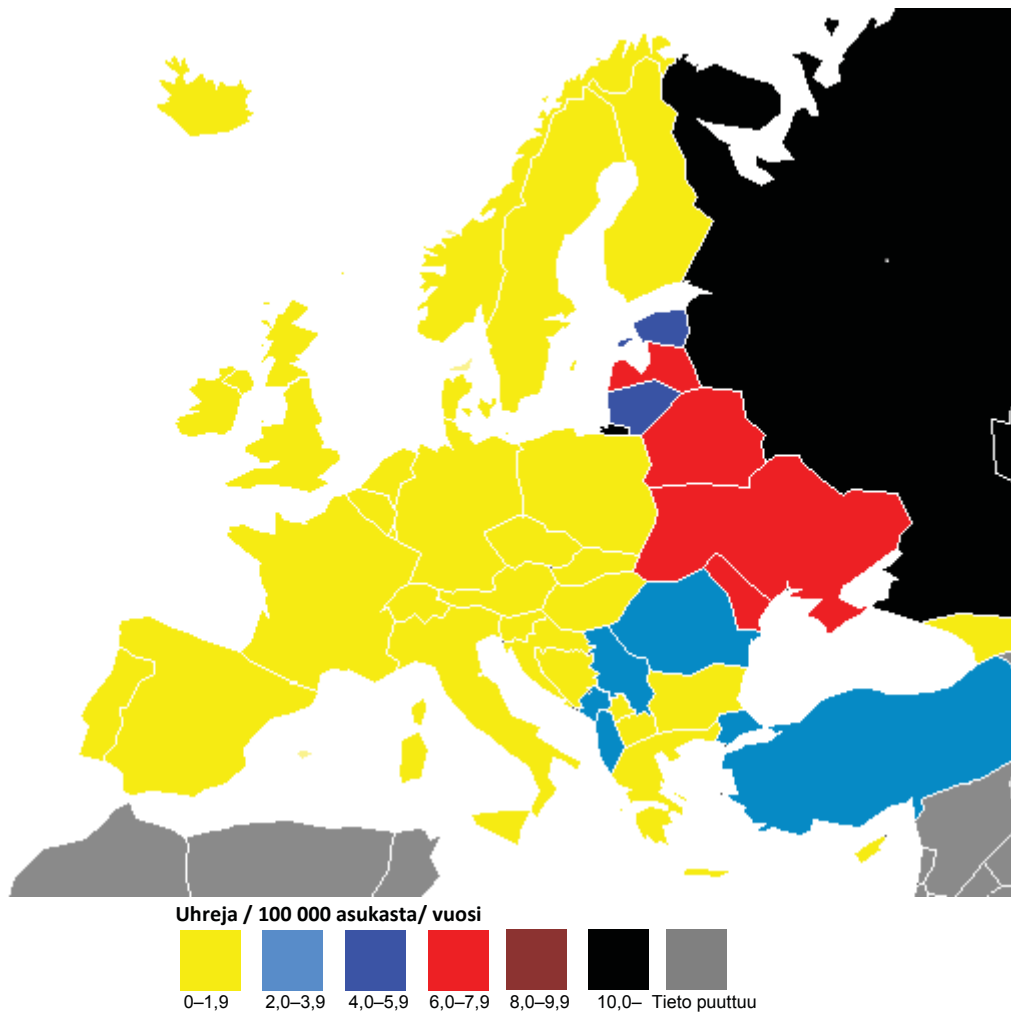 Uhreja / 100 000 asukasta/ vuosi
0–1,9 2,0–3,9 4,0–5,9 6,0–7,9 8,0–9,9 10,0– Tieto puuttuu